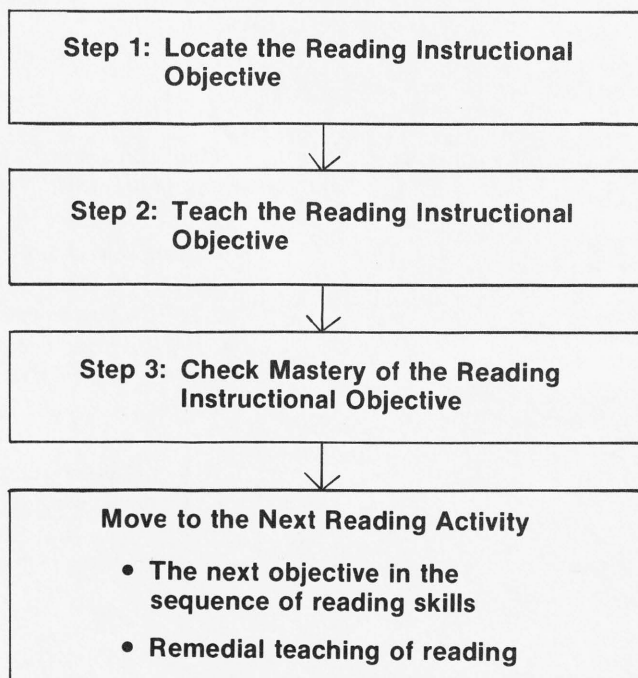 Step 1: Locate the Reading Instructional
Objective
Step 2: Teach the Reading Instructional
Objective
Step 3: Check Mastery of the Reading
Instructional Objective
Move to the Next Reading Activity
• The next objective in the
sequence of reading skills
• Remedial teaching of reading